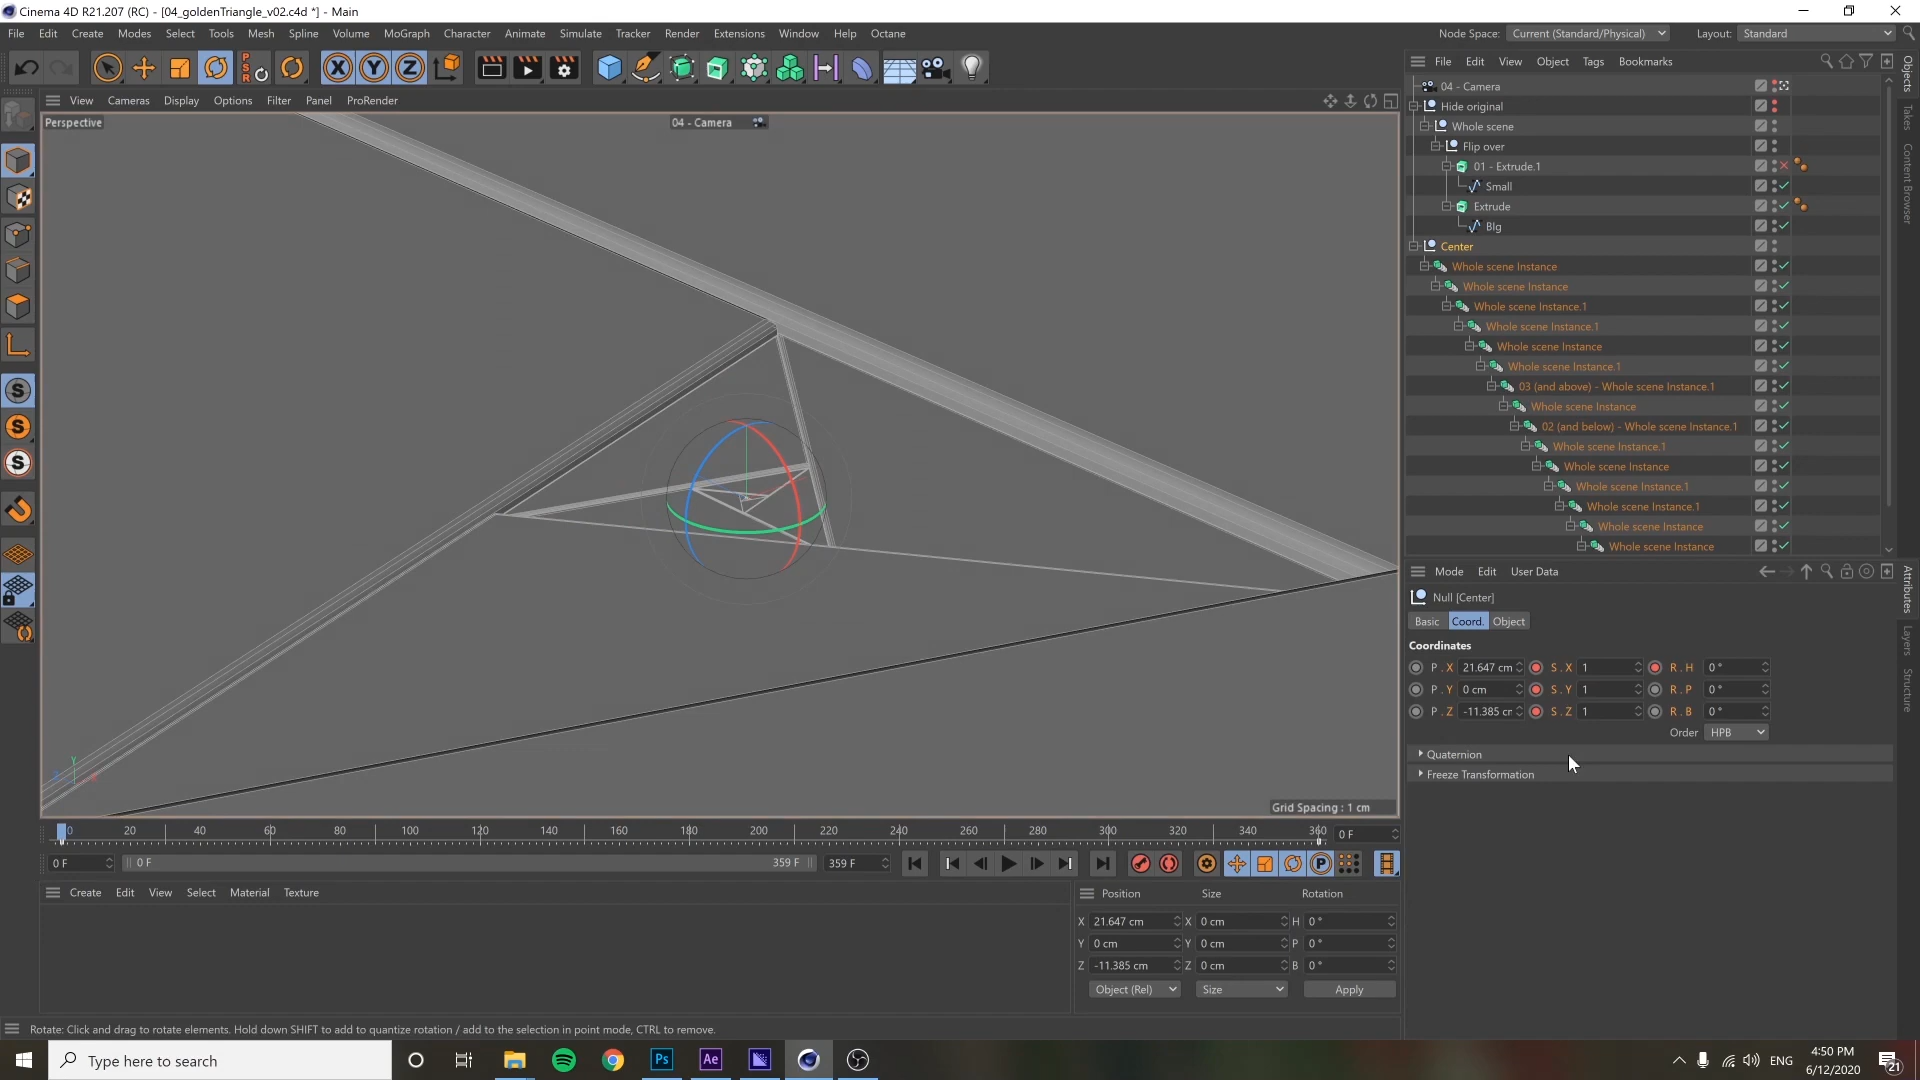 Cinema 4D R21.207 (RC) - [04_goldenTriangle_v02.c4d *] - Main
File Edit Create Modes Select Tools Mesh Spline Volume MoGraph Character Animate Simulate Tracker Render Extensions Window Help Octane
Node Space: Current (Standard/Physical) Layout: Standard
PSR X Y Z
File Edit View Object Tags Bookmarks
View Cameras Display Options Filter Panel ProRender
Perspective
04 - Camera
04 - Camera
Hide original
Whole scene
Flip over
01 - Extrude.1
Small
Extrude
BIg
Center
Whole scene Instance
Whole scene Instance
Whole scene Instance.1
Whole scene Instance.1
Whole scene Instance
Whole scene Instance.1
03 (and above) - Whole scene Instance.1
Whole scene Instance
02 (and below) - Whole scene Instance.1
Whole scene Instance.1
Whole scene Instance
Whole scene Instance.1
Whole scene Instance.1
Whole scene Instance
Whole scene Instance
Objects
Takes
Content Browser
Mode Edit User Data
Null [Center]
Basic Coord. Object
Coordinates
P . X 21.647 cm S . X 1 R . H 0 °
P . Y 0 cm S . Y 1 R . P 0 °
P . Z -11.385 cr S . Z 1 R . B 0 °
Order HPB
Quaternion
Freeze Transformation
Attributes
Layers
Structure
Y
Grid Spacing : 1 cm
0 20 40 60 80 100 120 140 160 180 200 220 240 260 280 300 320 340 360 0 F
0 F 0 F 359 F 359 F
Create Edit View Select Material Texture
Position Size Rotation
X 21.647 cm X 0 cm H 0 °
Y 0 cm Y 0 cm P 0 °
Z -11.385 cm Z 0 cm B 0 °
Object (Rel) Size Apply
Rotate: Click and drag to rotate elements. Hold down SHIFT to add to quantize rotation / add to the selection in point mode, CTRL to remove.
Type here to search
Ps Ae
ENG
4:50 PM
6/12/2020
21